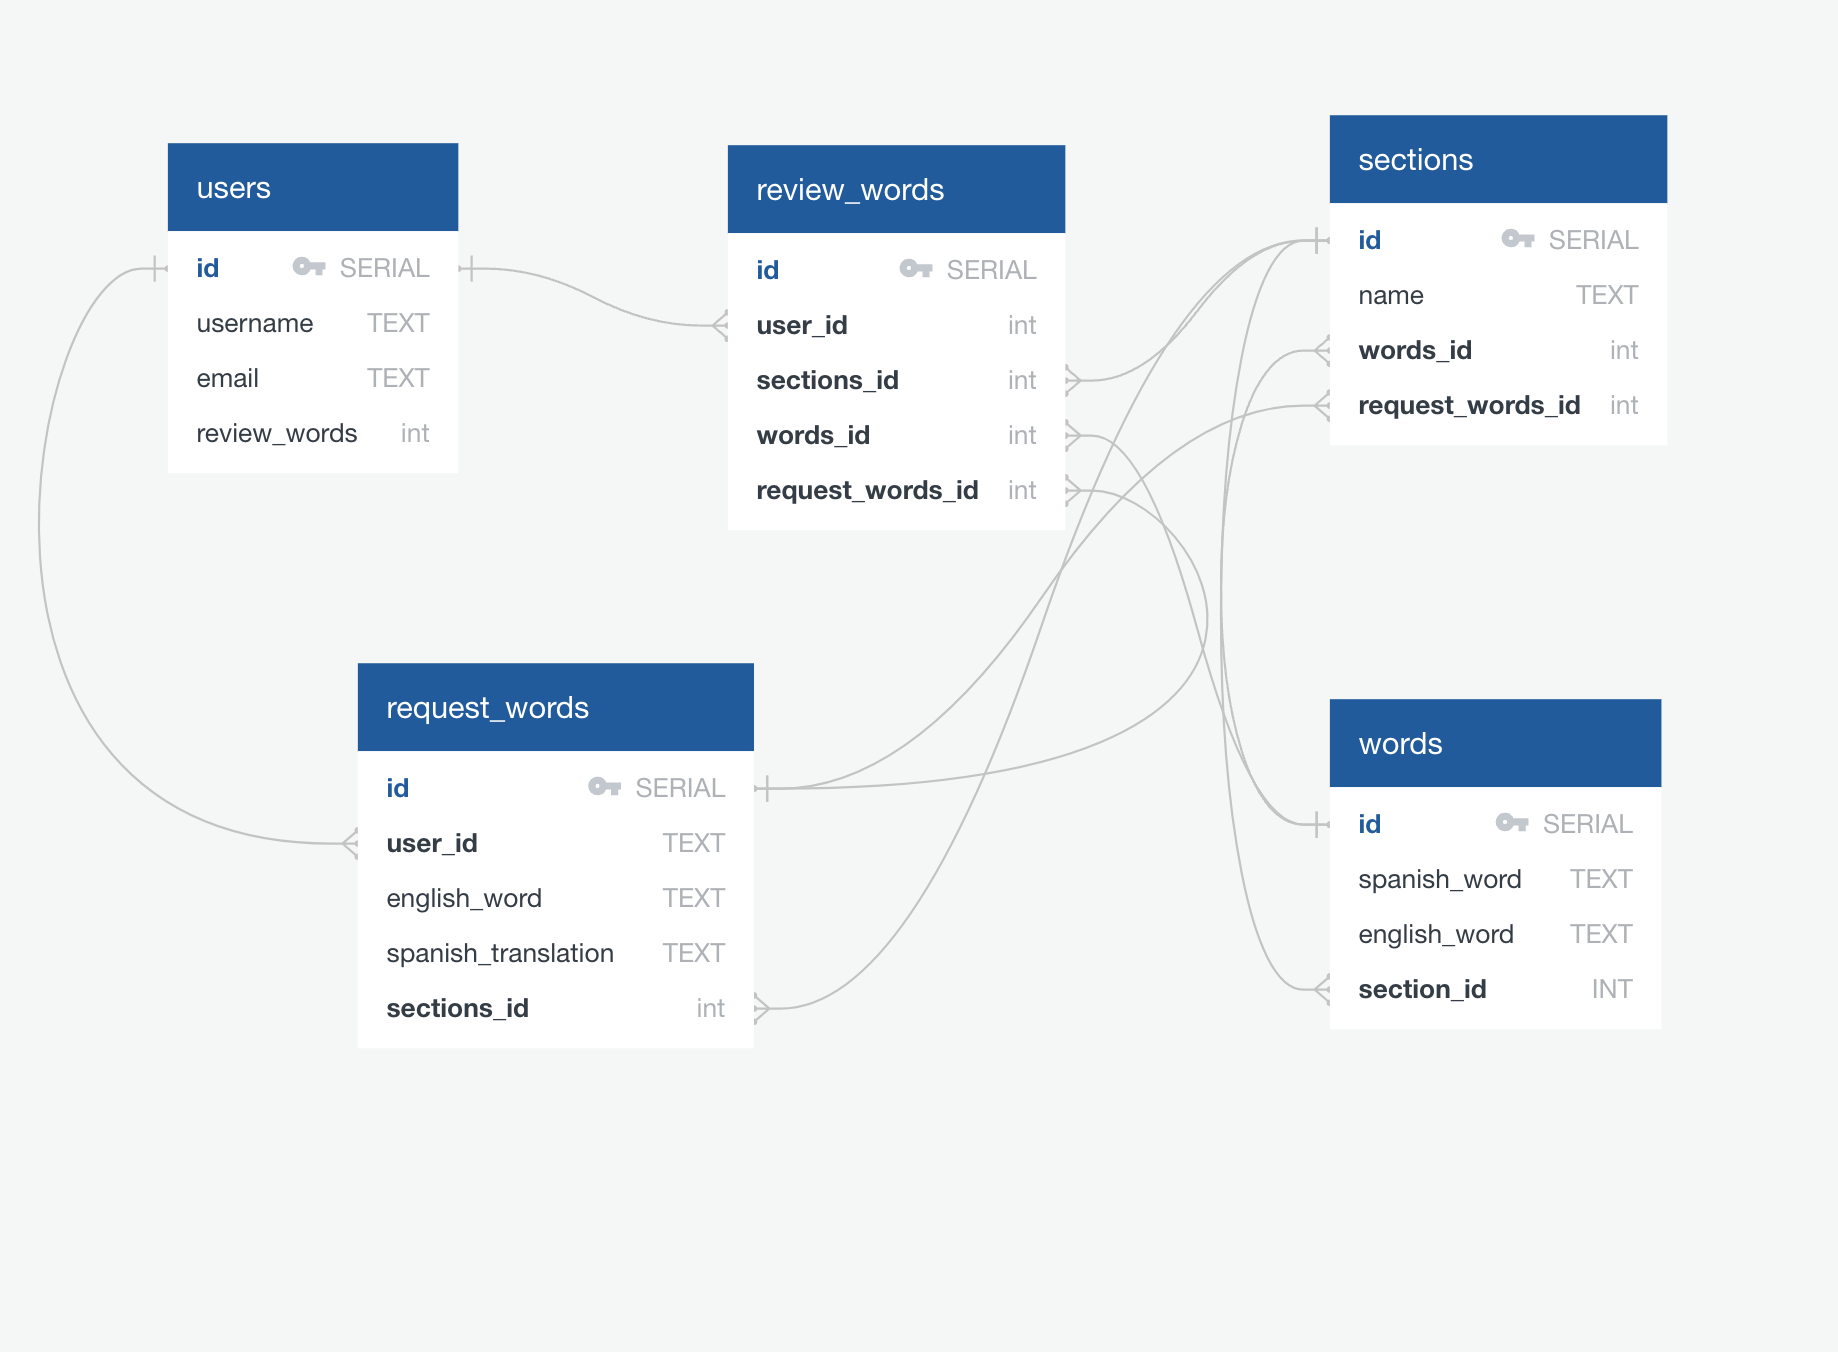 users
id SERIAL
username TEXT
email TEXT
review_words int
review_words
id SERIAL
user_id int
sections_id int
words_id int
request_words_id int
sections
id SERIAL
name TEXT
words_id int
request_words_id int
request_words
id SERIAL
user_id TEXT
english_word TEXT
spanish_translation TEXT
sections_id int
words
id SERIAL
spanish_word TEXT
english_word TEXT
section_id INT